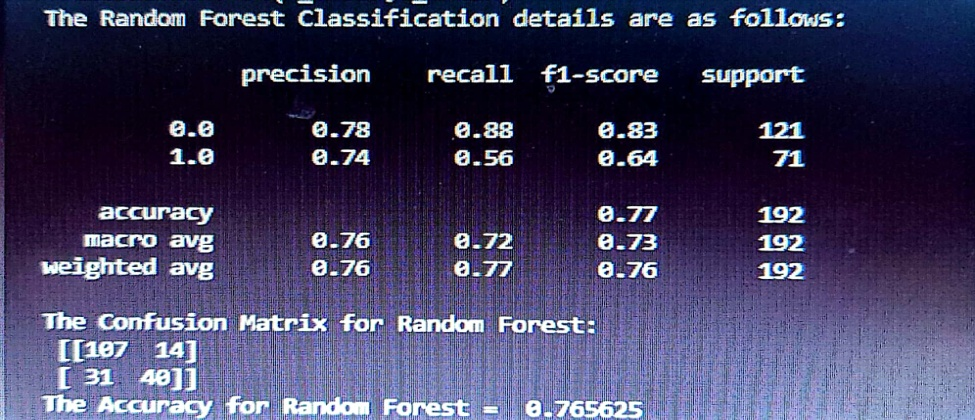 The Random Forest Classification details are as follows:
precision recall f1-score support
0.0 0.78 0.88 0.83 121
1.0 0.74 0.56 0.64 71
accuracy 0.77 192
macro avg 0.76 0.72 0.73 192
weighted avg 0.76 0.77 0.76 192
The Confusion Matrix for Random Forest:
[[107 14]
[ 31 40]]
The Accuracy for Random Forest = 0.765625